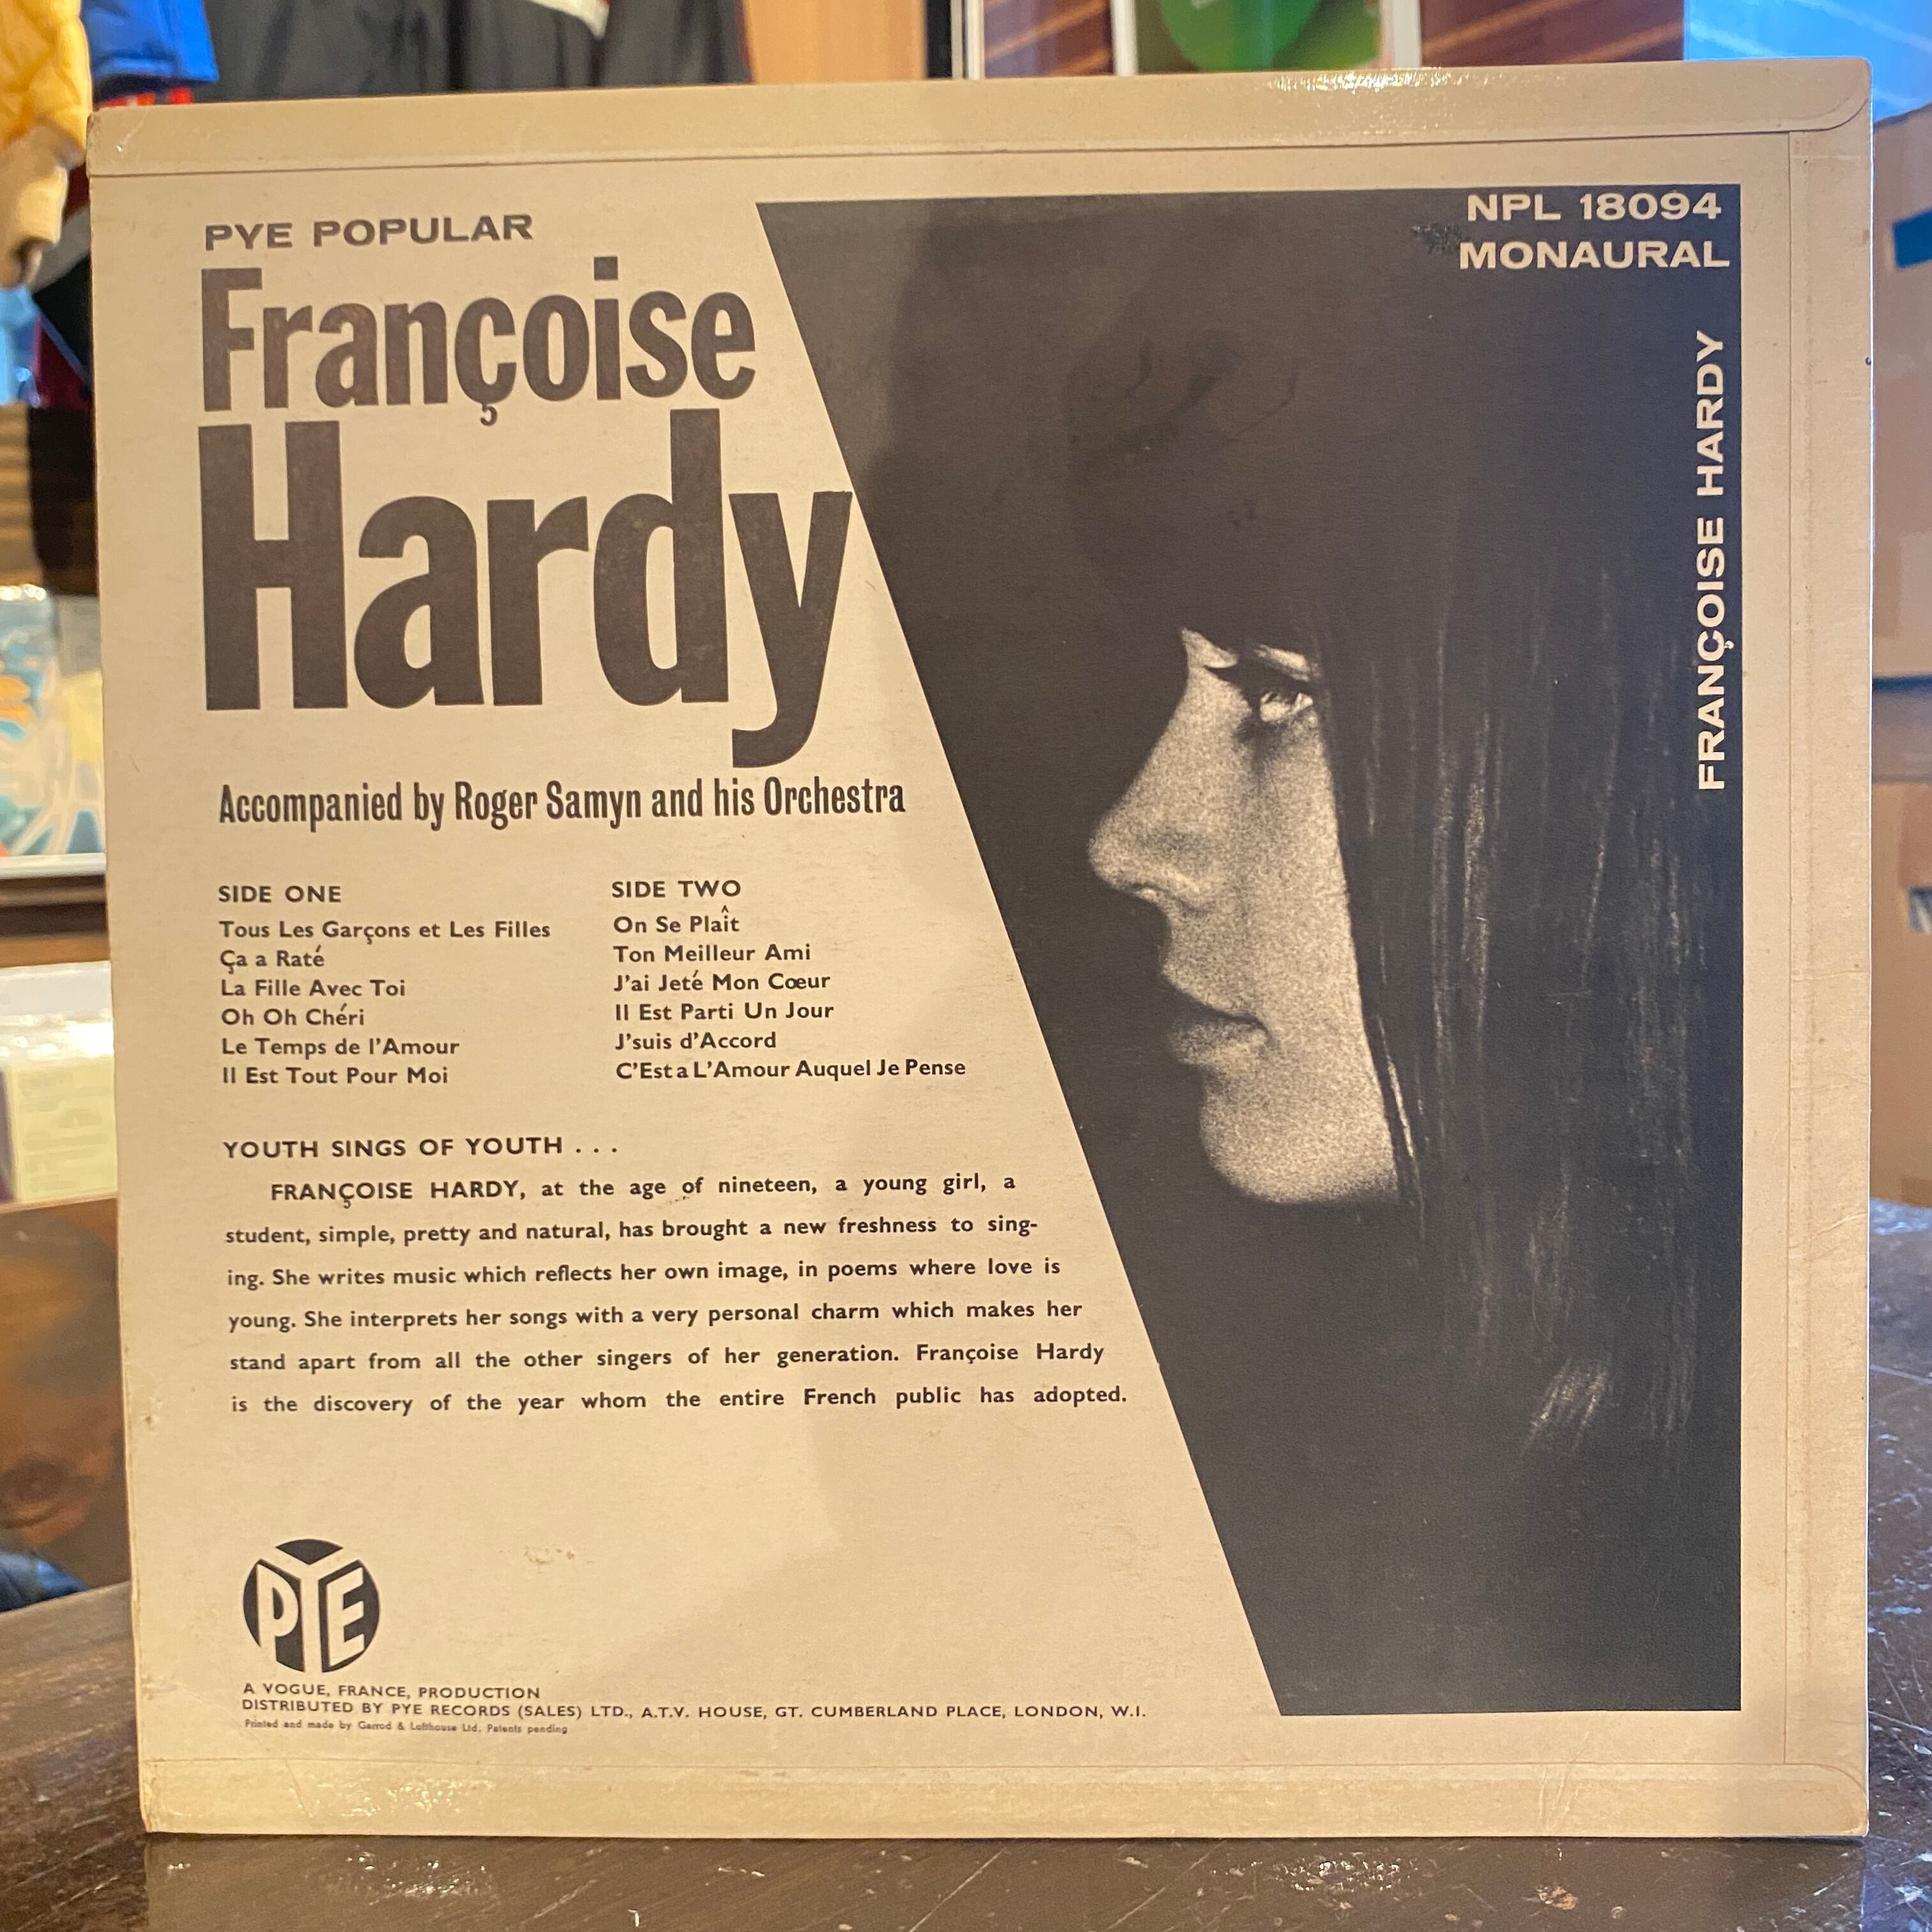 PYE POPULAR
NPL 18094
MONAURAL
Françoise
Hardy
FRANÇOISE HARDY
Accompanied by Roger Samyn and his Orchestra
SIDE ONE
Tous Les Garçons et Les Filles
Ça a Raté
La Fille Avec Toi
Oh Oh Chéri
Le Temps de l'Amour
Il Est Tout Pour Moi
SIDE TWO
On Se Plaît
Ton Meilleur Ami
J'ai Jeté Mon Cœur
Il Est Parti Un Jour
J'suis d'Accord
C'Est a L'Amour Auquel Je Pense
YOUTH SINGS OF YOUTH . . .
FRANÇOISE HARDY, at the age of nineteen, a young girl, a
student, simple, pretty and natural, has brought a new freshness to sing-
ing. She writes music which reflects her own image, in poems where love is
young. She interprets her songs with a very personal charm which makes her
stand apart from all the other singers of her generation. Françoise Hardy
is the discovery of the year whom the entire French public has adopted.
PYE
A VOGUE, FRANCE, PRODUCTION
DISTRIBUTED BY PYE RECORDS (SALES) LTD., A.T.V. HOUSE, GT. CUMBERLAND PLACE, LONDON, W.I.
Printed and made by Garrod & Lofthouse Ltd. Patents pending